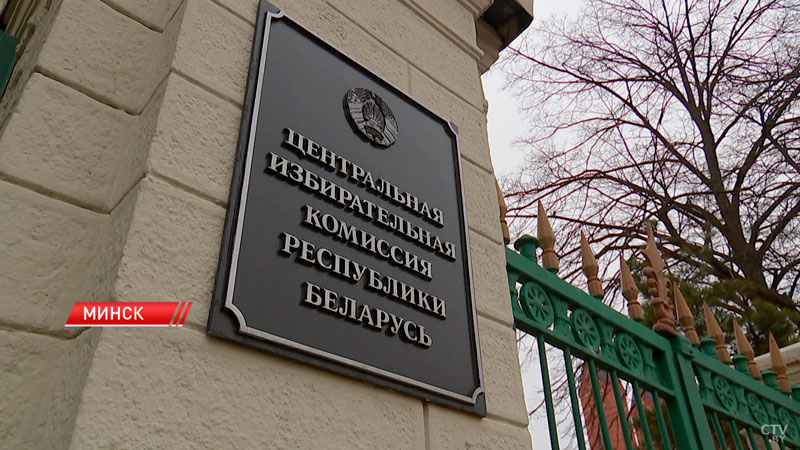 ЦЕНТРАЛЬНАЯ
ИЗБИРАТЕЛЬНАЯ
КОМИССИЯ
РЕСПУБЛИКИ
БЕЛАРУСЬ
МИНСК
CTV
.BY